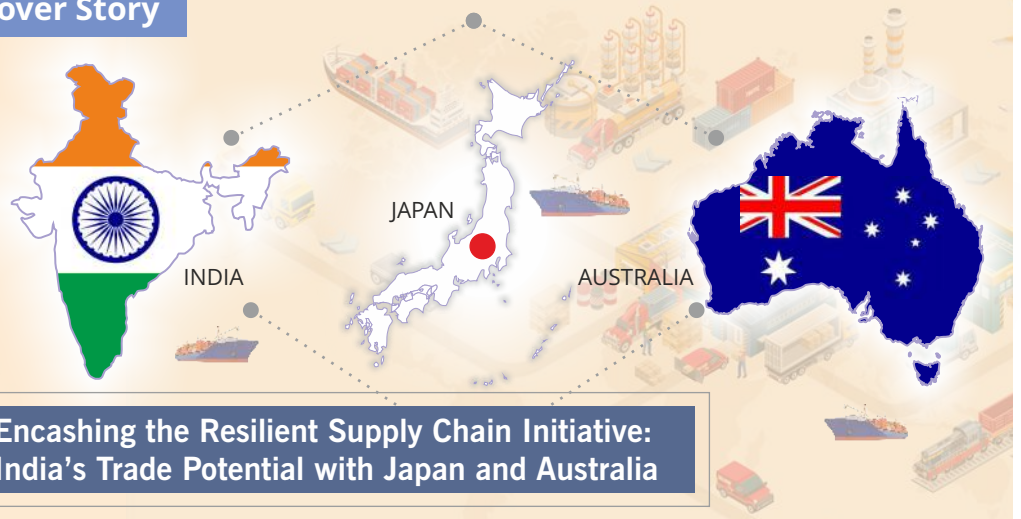 over Story
JAPAN
INDIA
AUSTRALIA
Encashing the Resilient Supply Chain Initiative:
India’s Trade Potential with Japan and Australia